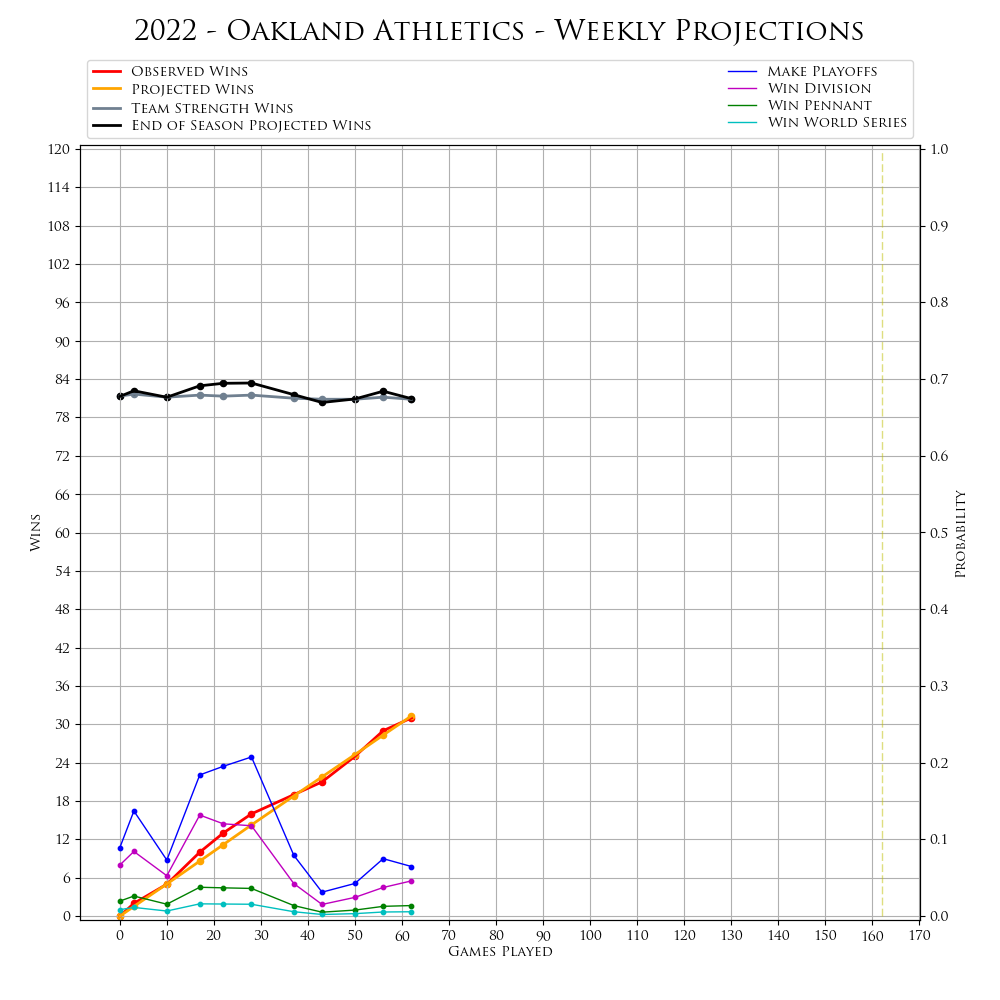 2022 - Oakland Athletics - Weekly Projections
Observed Wins
Projected Wins
Team Strength Wins
End of Season Projected Wins
Make Playoffs
Win Division
Win Pennant
Win World Series
120
114
108
102
96
90
84
78
72
66
60
54
48
42
36
30
24
18
12
6
0
Wins
1.0
0.9
0.8
0.7
0.6
0.5
0.4
0.3
0.2
0.1
0.0
Probability
0 10 20 30 40 50 60 70 80 90 100 110 120 130 140 150 160 170
Games Played